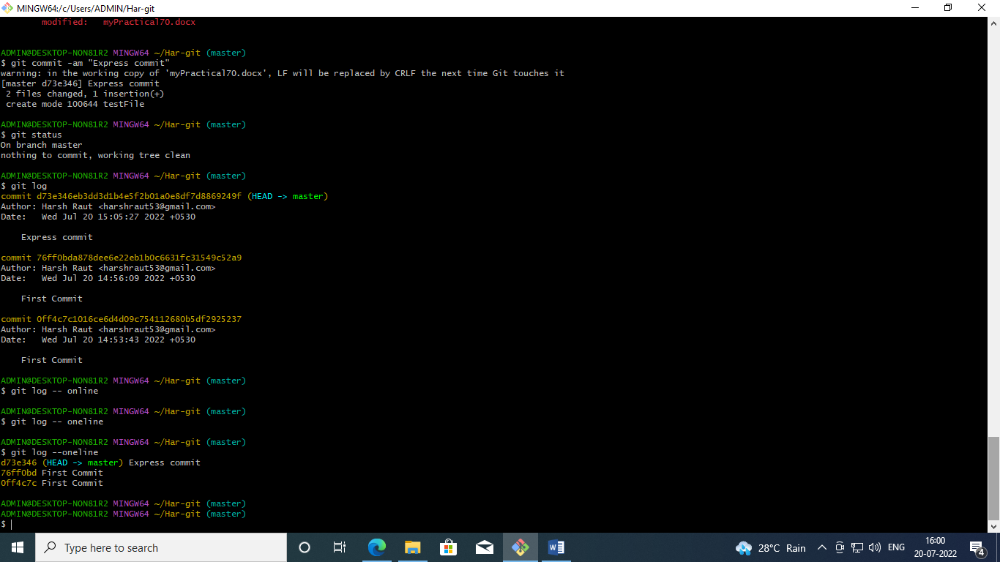 MINGW64:/c/Users/ADMIN/Har-git
modified:   myPractical70.docx
ADMIN@DESKTOP-NON81R2 MINGW64 ~/Har-git (master)
$ git commit -am "Express commit"
warning: in the working copy of 'myPractical70.docx', LF will be replaced by CRLF the next time Git touches it
[master d73e346] Express commit
 2 files changed, 1 insertion(+)
 create mode 100644 testFile
ADMIN@DESKTOP-NON81R2 MINGW64 ~/Har-git (master)
$ git status
On branch master
nothing to commit, working tree clean
ADMIN@DESKTOP-NON81R2 MINGW64 ~/Har-git (master)
$ git log
commit d73e346eb3dd3d1b4e5f2b01a0e8df7d8869249f (HEAD -> master)
Author: Harsh Raut <harshraut53@gmail.com>
Date:   Wed Jul 20 15:05:27 2022 +0530
    Express commit
commit 76ff0bda878dee6e22eb1b0c6631fc31549c52a9
Author: Harsh Raut <harshraut53@gmail.com>
Date:   Wed Jul 20 14:56:09 2022 +0530
    First Commit
commit 0ff4c7c1016ce6d4d09c754112680b5df2925237
Author: Harsh Raut <harshraut53@gmail.com>
Date:   Wed Jul 20 14:53:43 2022 +0530
    First Commit
ADMIN@DESKTOP-NON81R2 MINGW64 ~/Har-git (master)
$ git log -- online
ADMIN@DESKTOP-NON81R2 MINGW64 ~/Har-git (master)
$ git log -- oneline
ADMIN@DESKTOP-NON81R2 MINGW64 ~/Har-git (master)
$ git log --oneline
d73e346 (HEAD -> master) Express commit
76ff0bd First Commit
0ff4c7c First Commit
ADMIN@DESKTOP-NON81R2 MINGW64 ~/Har-git (master)
ADMIN@DESKTOP-NON81R2 MINGW64 ~/Har-git (master)
$
Type here to search
28°C Rain
ENG
16:00
20-07-2022
4